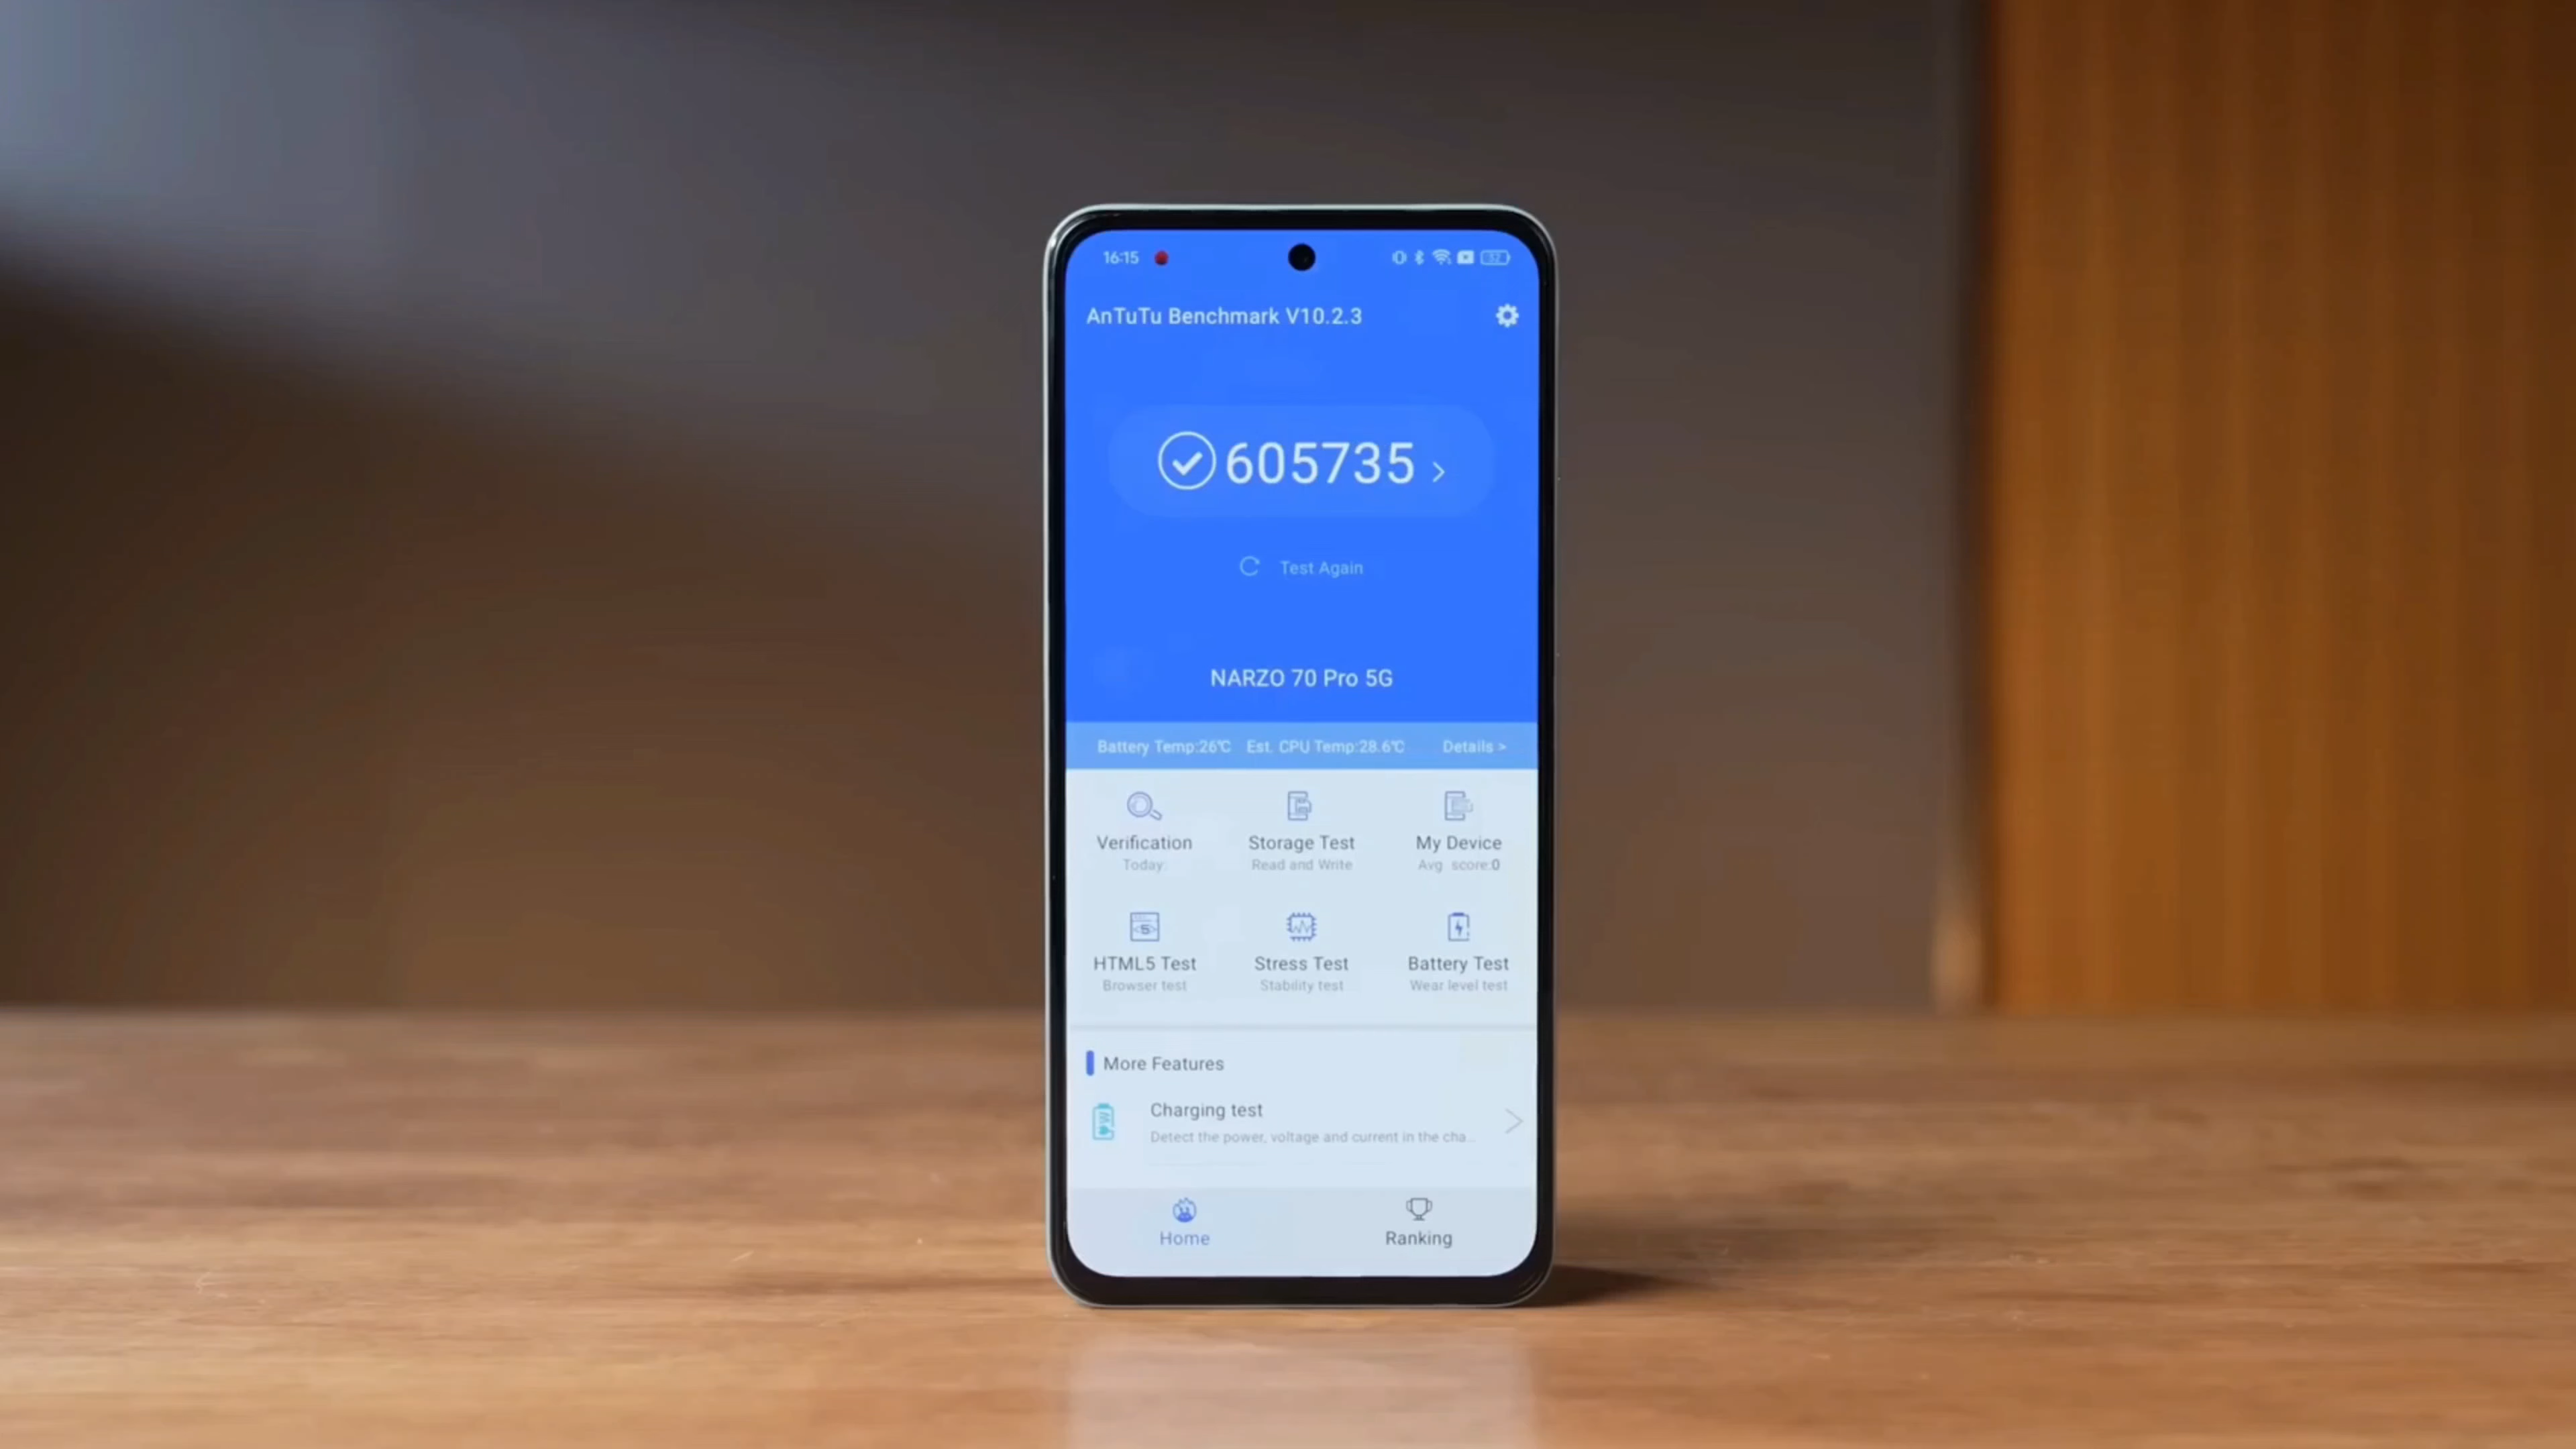 16:15
AnTuTu Benchmark V10.2.3
605735 >
Test Again
NARZO 70 Pro 5G
Battery Temp:26℃ Est. CPU Temp:28.6℃ Details >
Verification Storage Test My Device
Today: Read and Write Avg score:0
HTML5 Test Stress Test Battery Test
Browser test Stability test Wear level test
More Features
Charging test
Detect the power, voltage and current in the cha...
Home Ranking